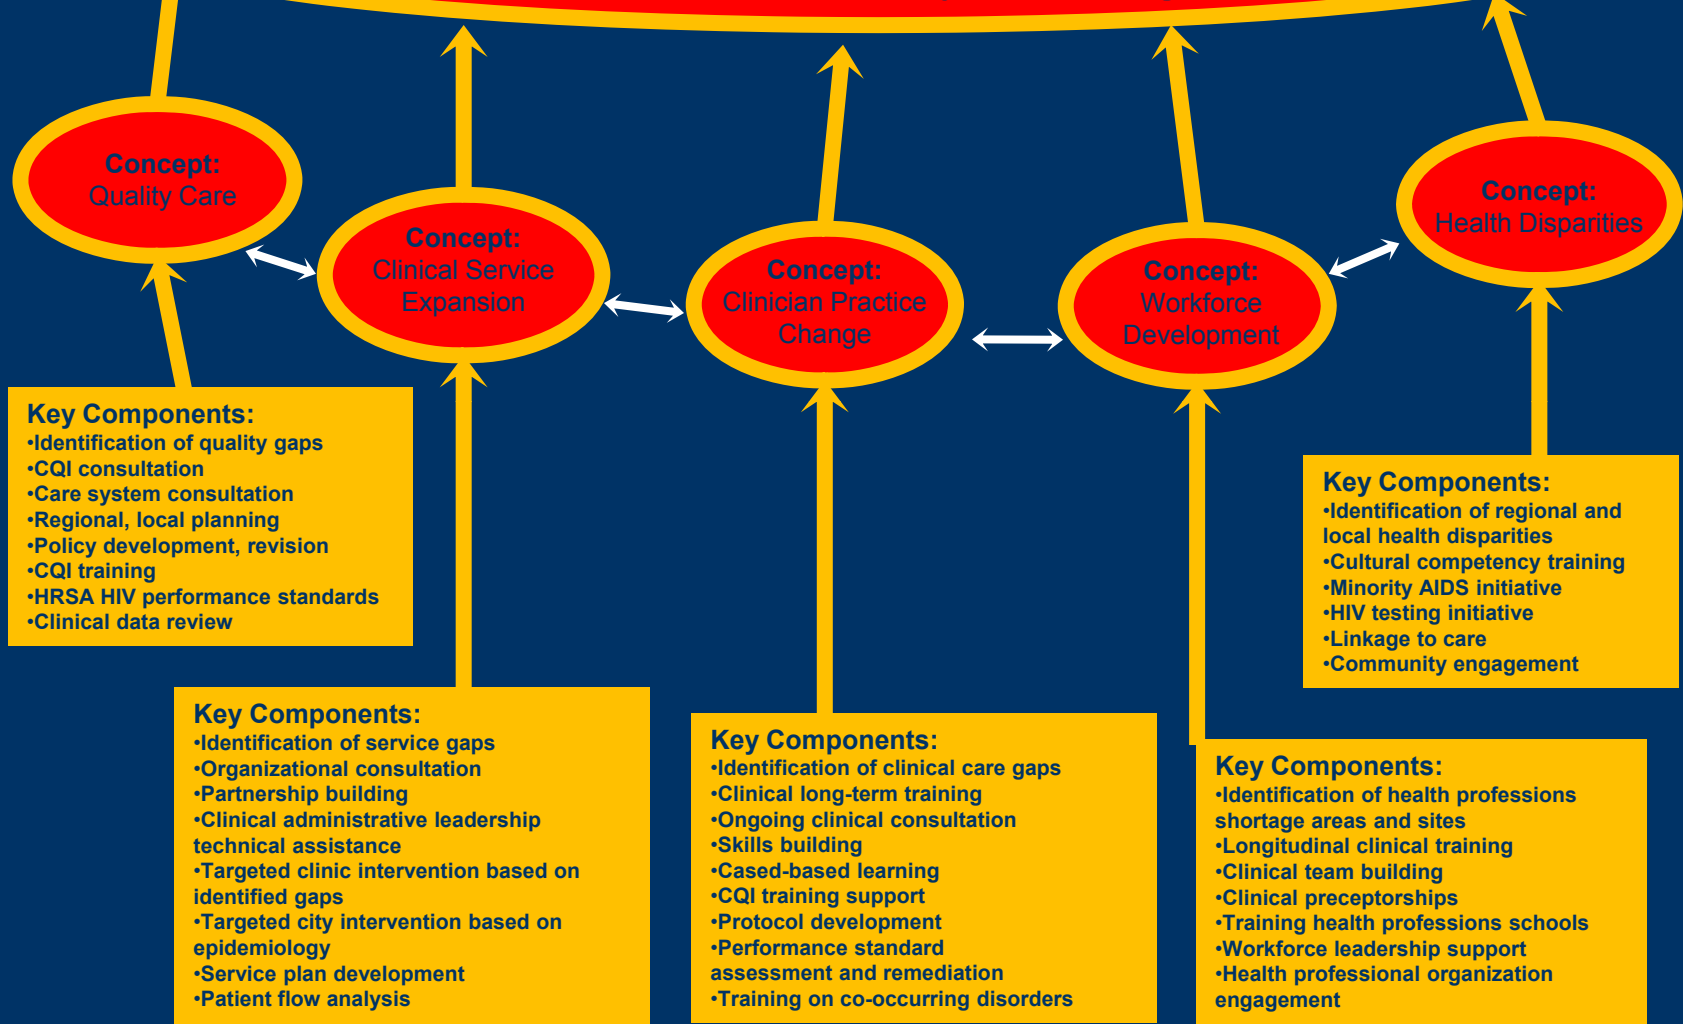 Concept:
Quality Care
Concept:
Clinical Service
Expansion
Concept:
Clinician Practice
Change
Concept:
Workforce
Development
Concept:
Health Disparities
Key Components:
•Identification of quality gaps
•CQI consultation
•Care system consultation
•Regional, local planning
•Policy development, revision
•CQI training
•HRSA HIV performance standards
•Clinical data review
Key Components:
•Identification of service gaps
•Organizational consultation
•Partnership building
•Clinical administrative leadership
technical assistance
•Targeted clinic intervention based on
identified gaps
•Targeted city intervention based on
epidemiology
•Service plan development
•Patient flow analysis
Key Components:
•Identification of clinical care gaps
•Clinical long-term training
•Ongoing clinical consultation
•Skills building
•Cased-based learning
•CQI training support
•Protocol development
•Performance standard
assessment and remediation
•Training on co-occurring disorders
Key Components:
•Identification of health professions
shortage areas and sites
•Longitudinal clinical training
•Clinical team building
•Clinical preceptorships
•Training health professions schools
•Workforce leadership support
•Health professional organization
engagement
Key Components:
•Identification of regional and
local health disparities
•Cultural competency training
•Minority AIDS initiative
•HIV testing initiative
•Linkage to care
•Community engagement